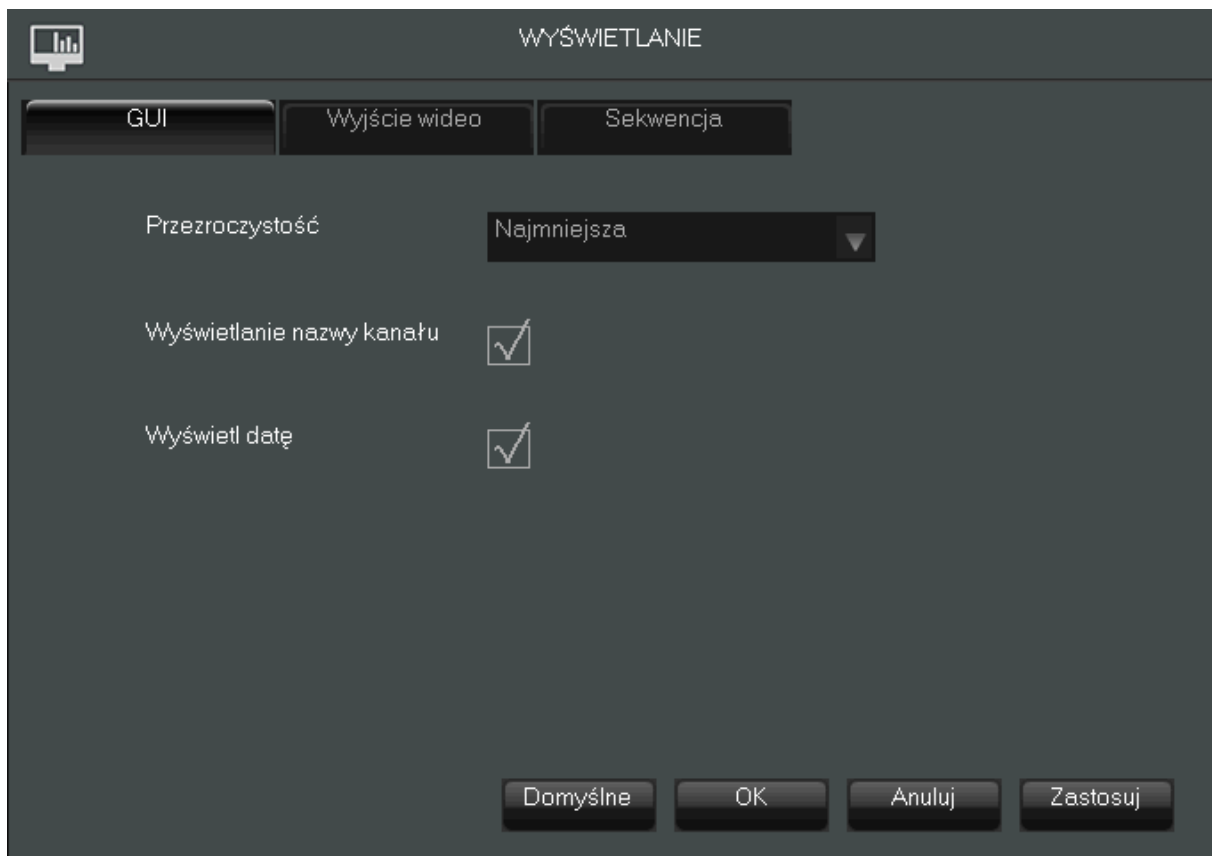 WYŚWIETLANIE
GUI Wyjście wideo Sekwencja
Przezroczystość Najmniejsza
Wyświetlanie nazwy kanału
Wyświetl datę
Domyślne OK Anuluj Zastosuj